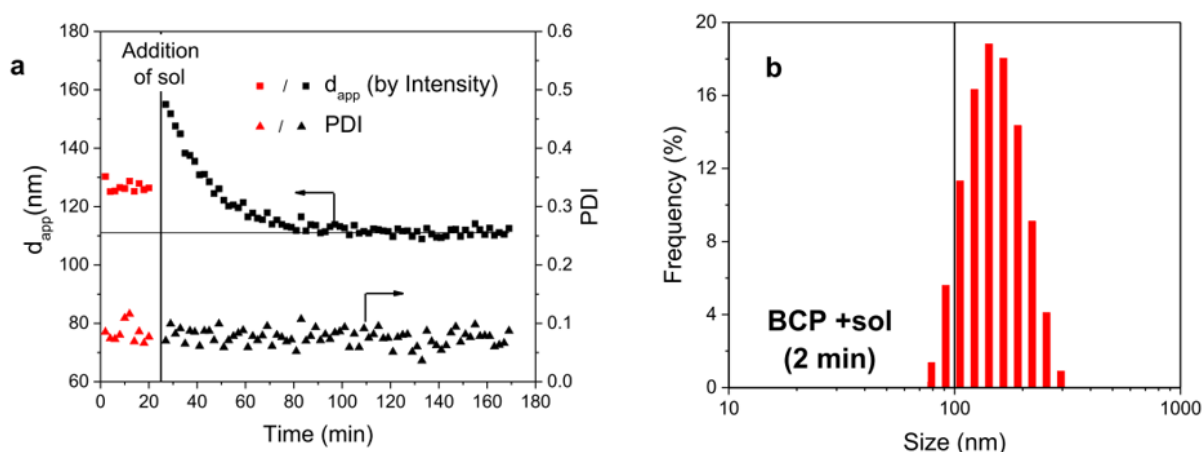 a
Addition
of sol
/ d_app (by Intensity)
/ PDI
d_app(nm)
180
160
140
120
100
80
60
0 20 40 60 80 100 120 140 160 180
Time (min)
0.6
0.5
0.4
0.3
0.2
0.1
0.0
PDI
b
BCP +sol
(2 min)
Frequency (%)
20
16
12
8
4
0
10 100 1000
Size (nm)